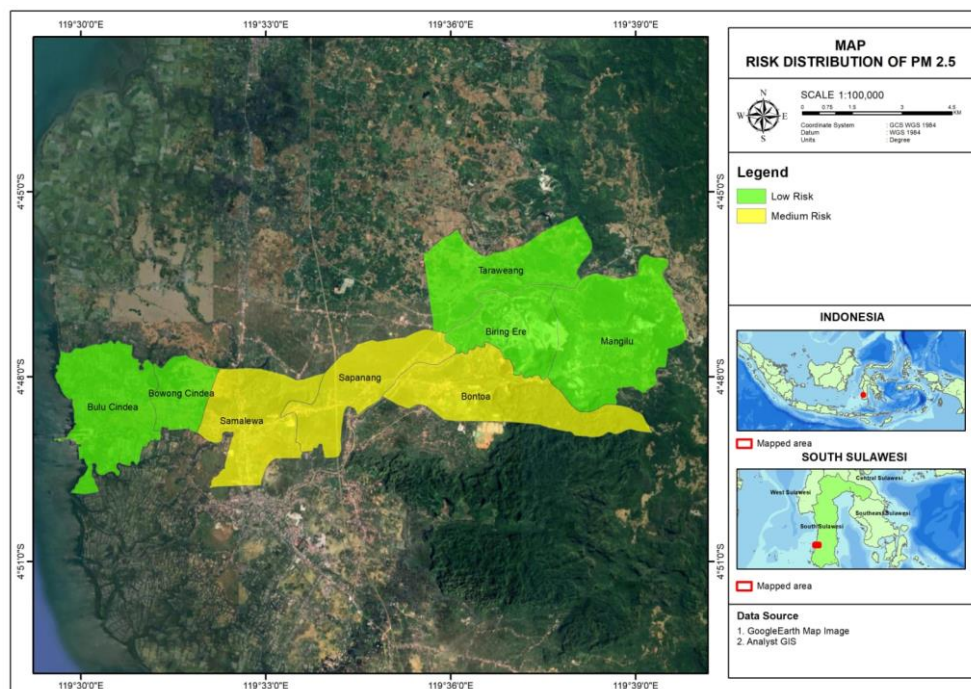 119°30'0"E
119°33'0"E
119°36'0"E
119°39'0"E
4°45'0"S
4°48'0"S
4°51'0"S
Taraweang
Biring Ere
Mangilu
Sapanang
Bontoa
Bowong Cindea
Bulu Cindea
Samalewa
4°45'0"S
4°48'0"S
4°51'0"S
119°30'0"E
119°33'0"E
119°36'0"E
119°39'0"E
MAP
RISK DISTRIBUTION OF PM 2.5
N
W E
S
SCALE 1:100,000
0 0.75 1.5 3 4.5
KM
Coordinate System : GCS WGS 1984
Datum : WGS 1984
Units : Degree
Legend
Low Risk
Medium Risk
INDONESIA
Mapped area
SOUTH SULAWESI
Central Sulawesi
West Sulawesi
Southeast Sulawesi
South Sulawesi
Mapped area
Data Source
1. GoogleEarth Map Image
2. Analyst GIS